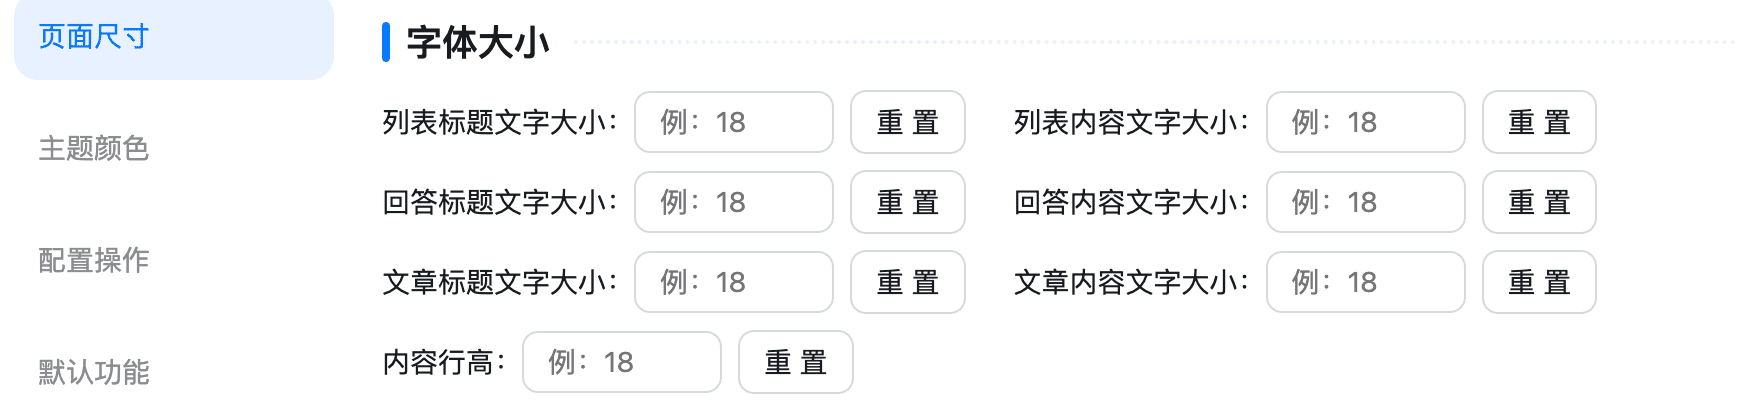 页面尺寸
主题颜色
配置操作
默认功能
字体大小
列表标题文字大小： 例：18 重 置 列表内容文字大小： 例：18 重 置
回答标题文字大小： 例：18 重 置 回答内容文字大小： 例：18 重 置
文章标题文字大小： 例：18 重 置 文章内容文字大小： 例：18 重 置
内容行高： 例：18 重 置